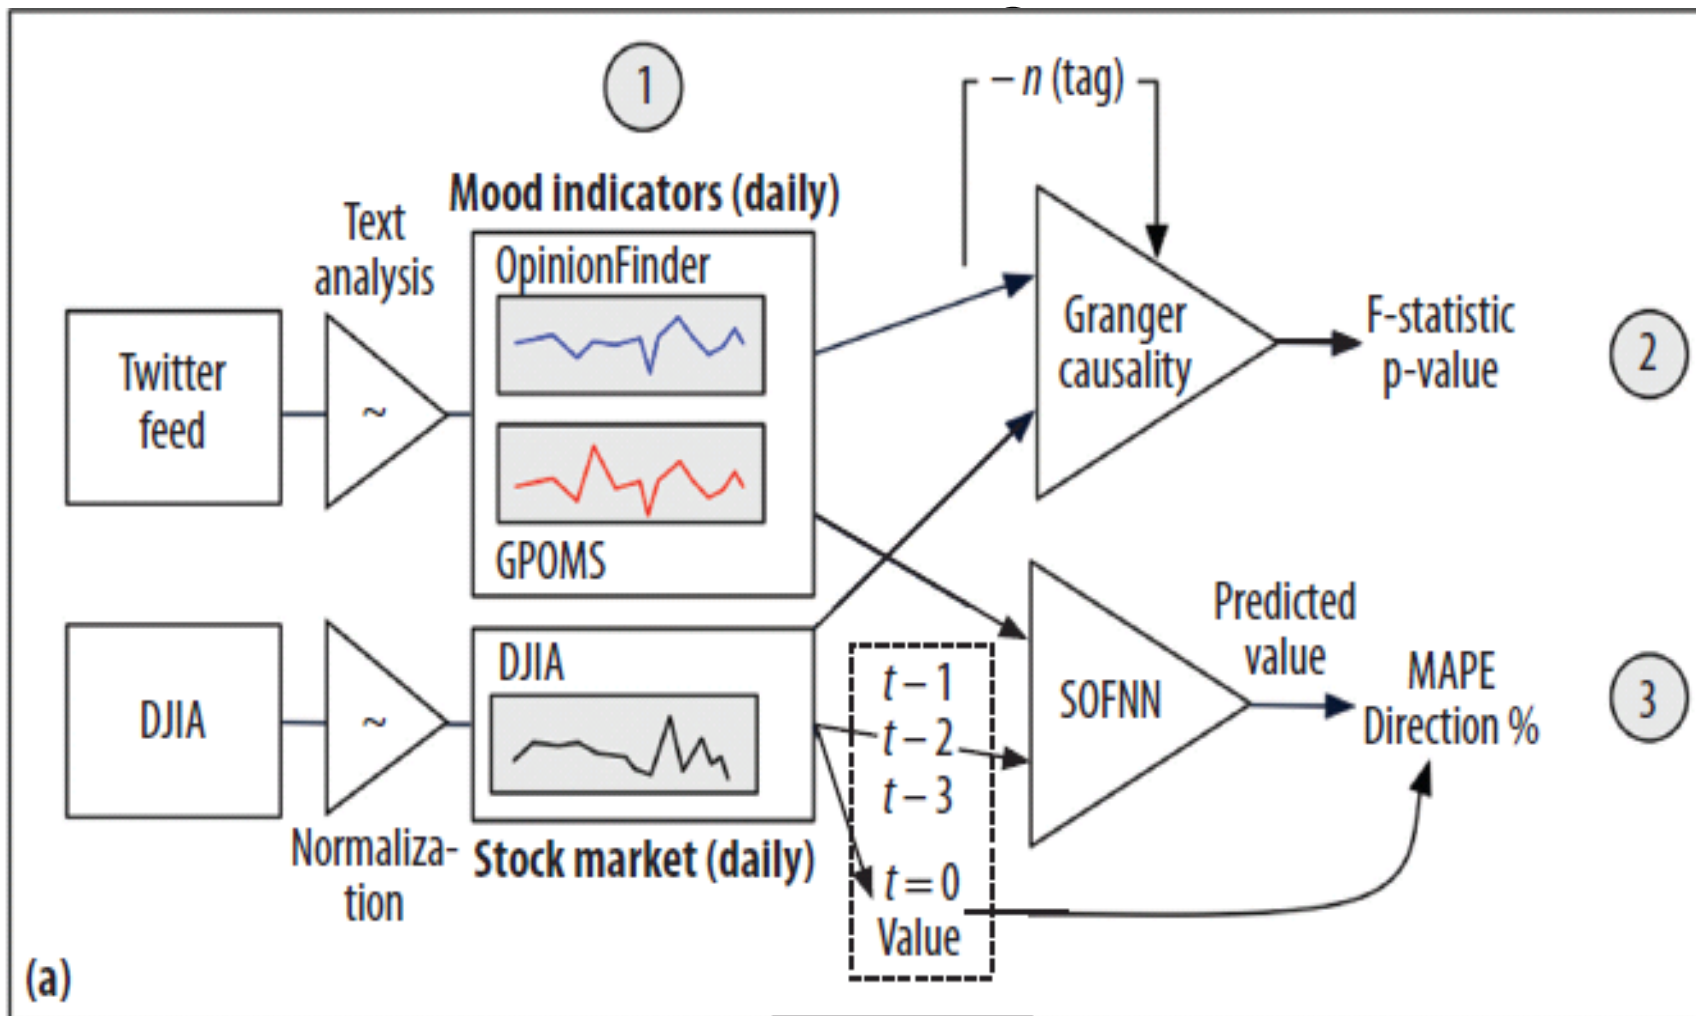 1
– n (tag)
Mood indicators (daily)
Text
analysis
OpinionFinder
Twitter
feed
~
GPOMS
Granger
causality
F-statistic
p-value
2
DJIA
~
Normaliza-
tion
DJIA
Stock market (daily)
t – 1
t – 2
t – 3
t = 0
Value
SOFNN
Predicted
value
MAPE
Direction %
3
(a)